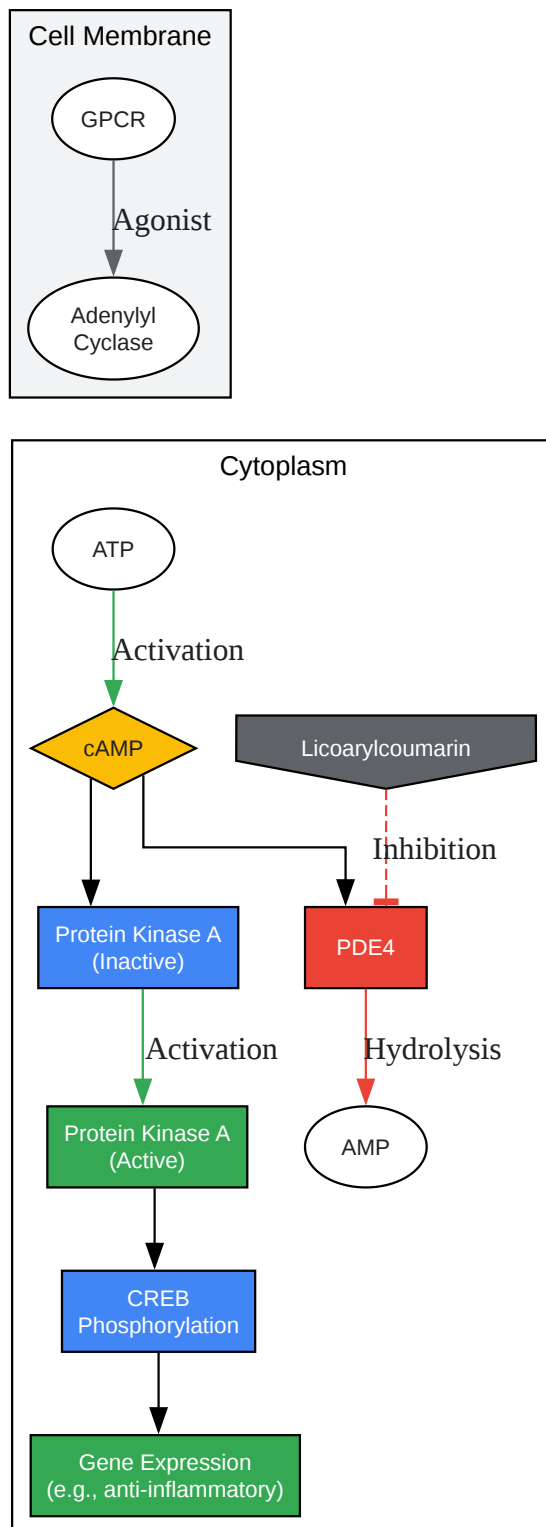 Cell Membrane
GPCR
Agonist
Adenylyl
Cyclase
Cytoplasm
ATP
Activation
cAMP
Licoarylcoumarin
Inhibition
Protein Kinase A
(Inactive)
PDE4
Activation
Hydrolysis
Protein Kinase A
(Active)
AMP
CREB
Phosphorylation
Gene Expression
(e.g., anti-inflammatory)